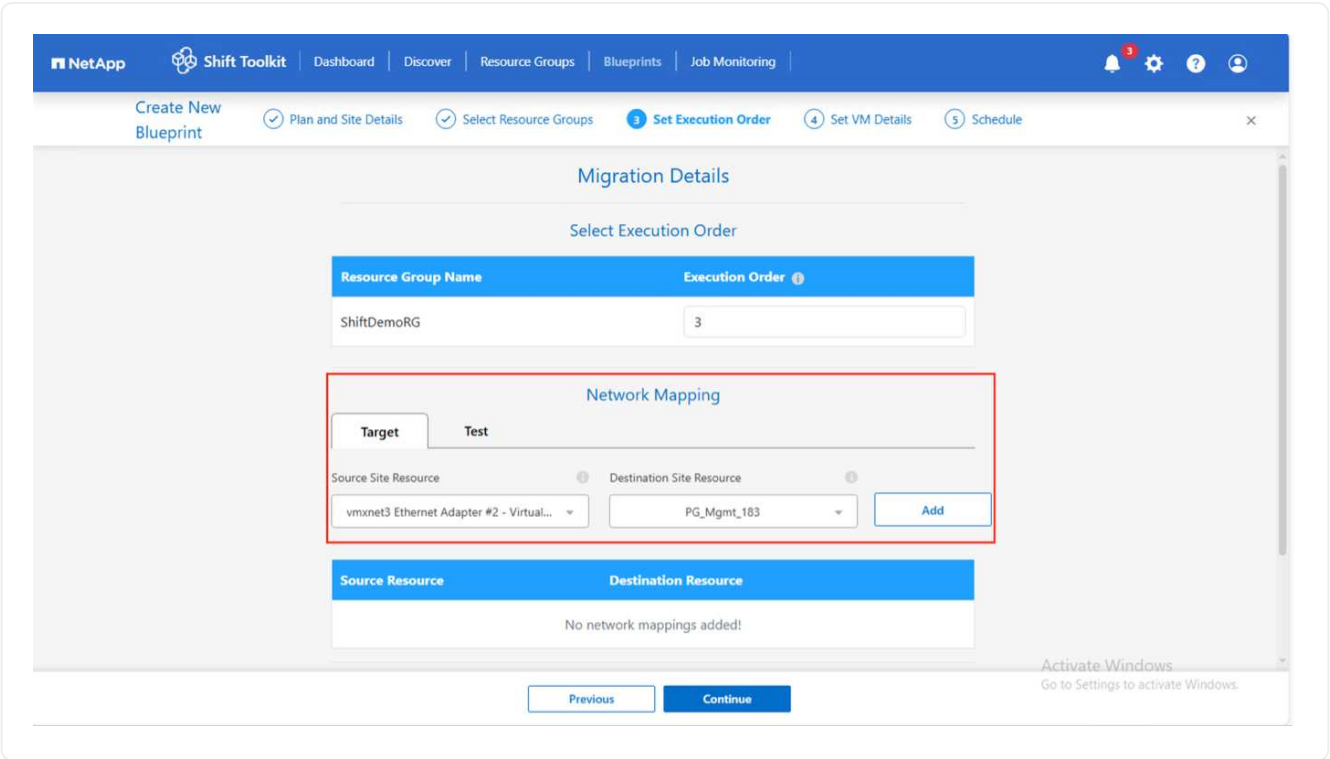 NetApp Shift Toolkit Dashboard Discover Resource Groups Blueprints Job Monitoring 3
Create New
Blueprint
Plan and Site Details Select Resource Groups 3 Set Execution Order 4 Set VM Details 5 Schedule
Migration Details
Select Execution Order
Resource Group Name Execution Order
ShiftDemoRG 3
Network Mapping
Target Test
Source Site Resource Destination Site Resource
vmxnet3 Ethernet Adapter #2 - Virtual... PG_Mgmt_183 Add
Source Resource Destination Resource
No network mappings added!
Activate Windows
Go to Settings to activate Windows.
Previous Continue